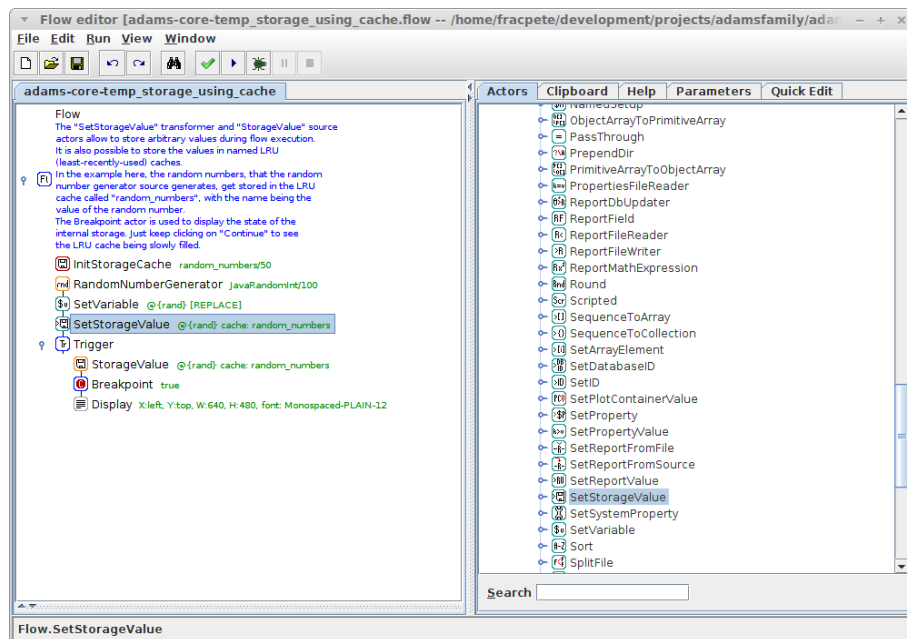 Flow editor [adams-core-temp_storage_using_cache.flow -- /home/fracpete/development/projects/adamsfamily/adam
File Edit Run View Window
adams-core-temp_storage_using_cache
Flow
The "SetStorageValue" transformer and "StorageValue" source
actors allow to store arbitrary values during flow execution.
It is also possible to store the values in named LRU
(least-recently-used) caches.
In the example here, the random numbers, that the random
number generator source generates, get stored in the LRU
cache called "random_numbers", with the name being the
value of the random number.
The Breakpoint actor is used to display the state of the
internal storage. Just keep clicking on "Continue" to see
the LRU cache being slowly filled.
InitStorageCache random_numbers/50
RandomNumberGenerator JavaRandomInt/100
SetVariable @{rand} [REPLACE]
SetStorageValue @{rand} cache: random_numbers
Trigger
StorageValue @{rand} cache: random_numbers
Breakpoint true
Display X:left, Y:top, W:640, H:480, font: Monospaced-PLAIN-12
Actors Clipboard Help Parameters Quick Edit
NamedSetup
ObjectArrayToPrimitiveArray
PassThrough
PrependDir
PrimitiveArrayToObjectArray
PropertiesFileReader
ReportDbUpdater
ReportField
ReportFileReader
ReportFileWriter
ReportMathExpression
Round
Scripted
SequenceToArray
SequenceToCollection
SetArrayElement
SetDatabaseID
SetID
SetPlotContainerValue
SetProperty
SetPropertyValue
SetReportFromFile
SetReportFromSource
SetReportValue
SetStorageValue
SetSystemProperty
SetVariable
Sort
SplitFile
Search
Flow.SetStorageValue